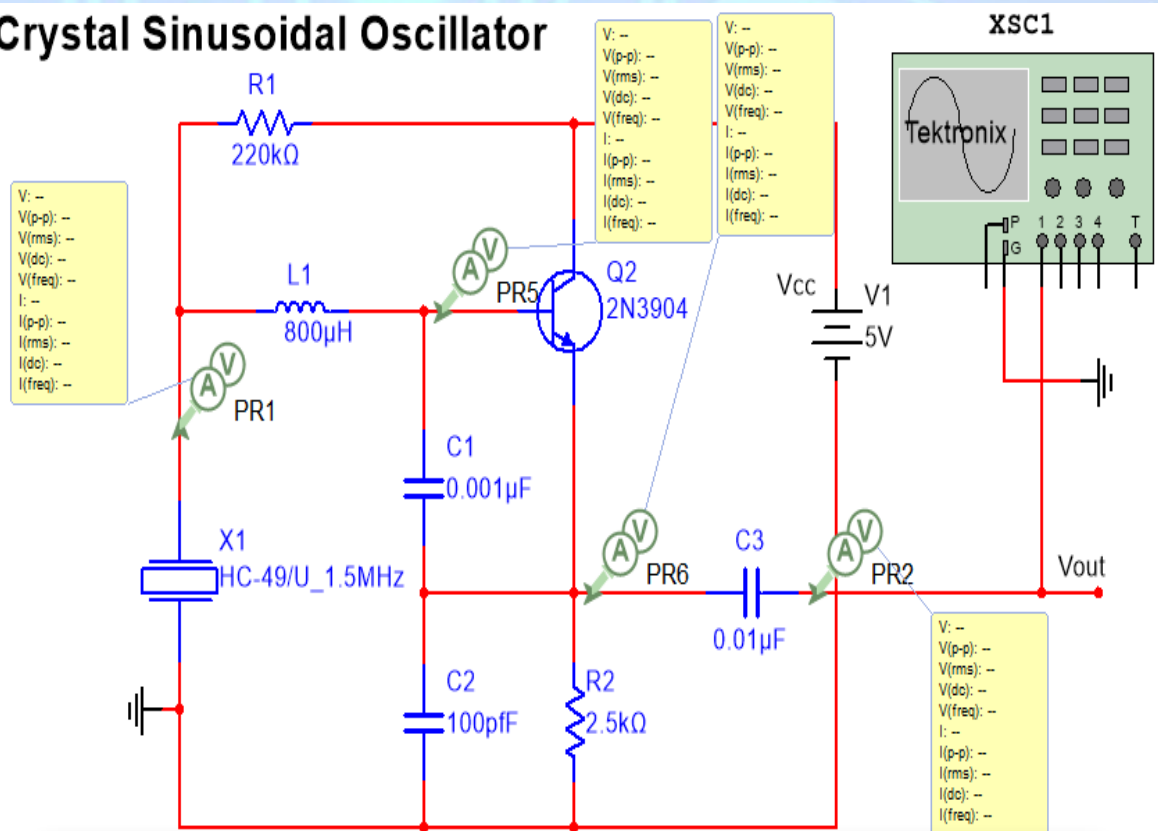 Crystal Sinusoidal Oscillator
XSC1
R1
220kΩ
V: --
V(p-p): --
V(rms): --
V(dc): --
V(freq): --
I: --
I(p-p): --
I(rms): --
I(dc): --
I(freq): --
V: --
V(p-p): --
V(rms): --
V(dc): --
V(freq): --
I: --
I(p-p): --
I(rms): --
I(dc): --
I(freq): --
Tektronix
P 1 2 3 4 T
G
V: --
V(p-p): --
V(rms): --
V(dc): --
V(freq): --
I: --
I(p-p): --
I(rms): --
I(dc): --
I(freq): --
L1
800µH
A V
PR5
Q2
2N3904
Vcc
V1
5V
A V
PR1
C1
0.001µF
X1
HC-49/U_1.5MHz
A V
PR6
C3
0.01µF
A V
PR2
Vout
C2
100pfF
R2
2.5kΩ
V: --
V(p-p): --
V(rms): --
V(dc): --
V(freq): --
I: --
I(p-p): --
I(rms): --
I(dc): --
I(freq): --